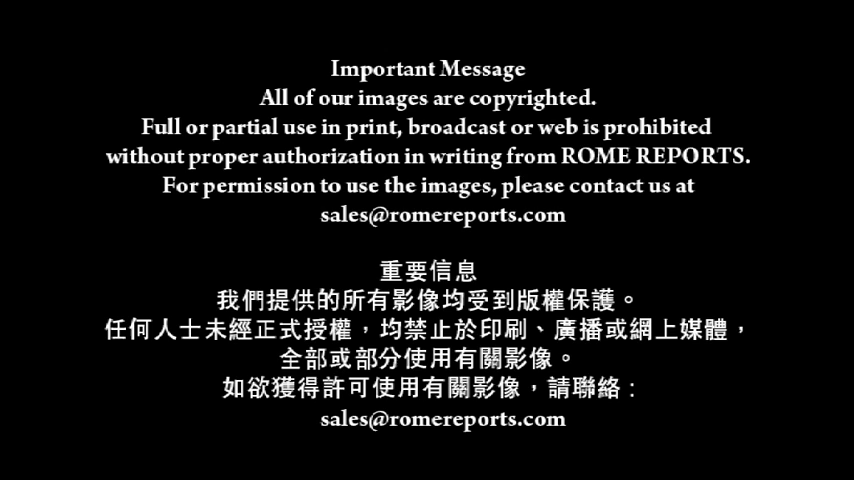 Important Message
All of our images are copyrighted.
Full or partial use in print, broadcast or web is prohibited
without proper authorization in writing from ROME REPORTS.
For permission to use the images, please contact us at
sales@romereports.com
重要信息
我們提供的所有影像均受到版權保護。
任何人士未經正式授權，均禁止於印刷、廣播或網上媒體，
全部或部分使用有關影像。
如欲獲得許可使用有關影像，請聯絡：
sales@romereports.com